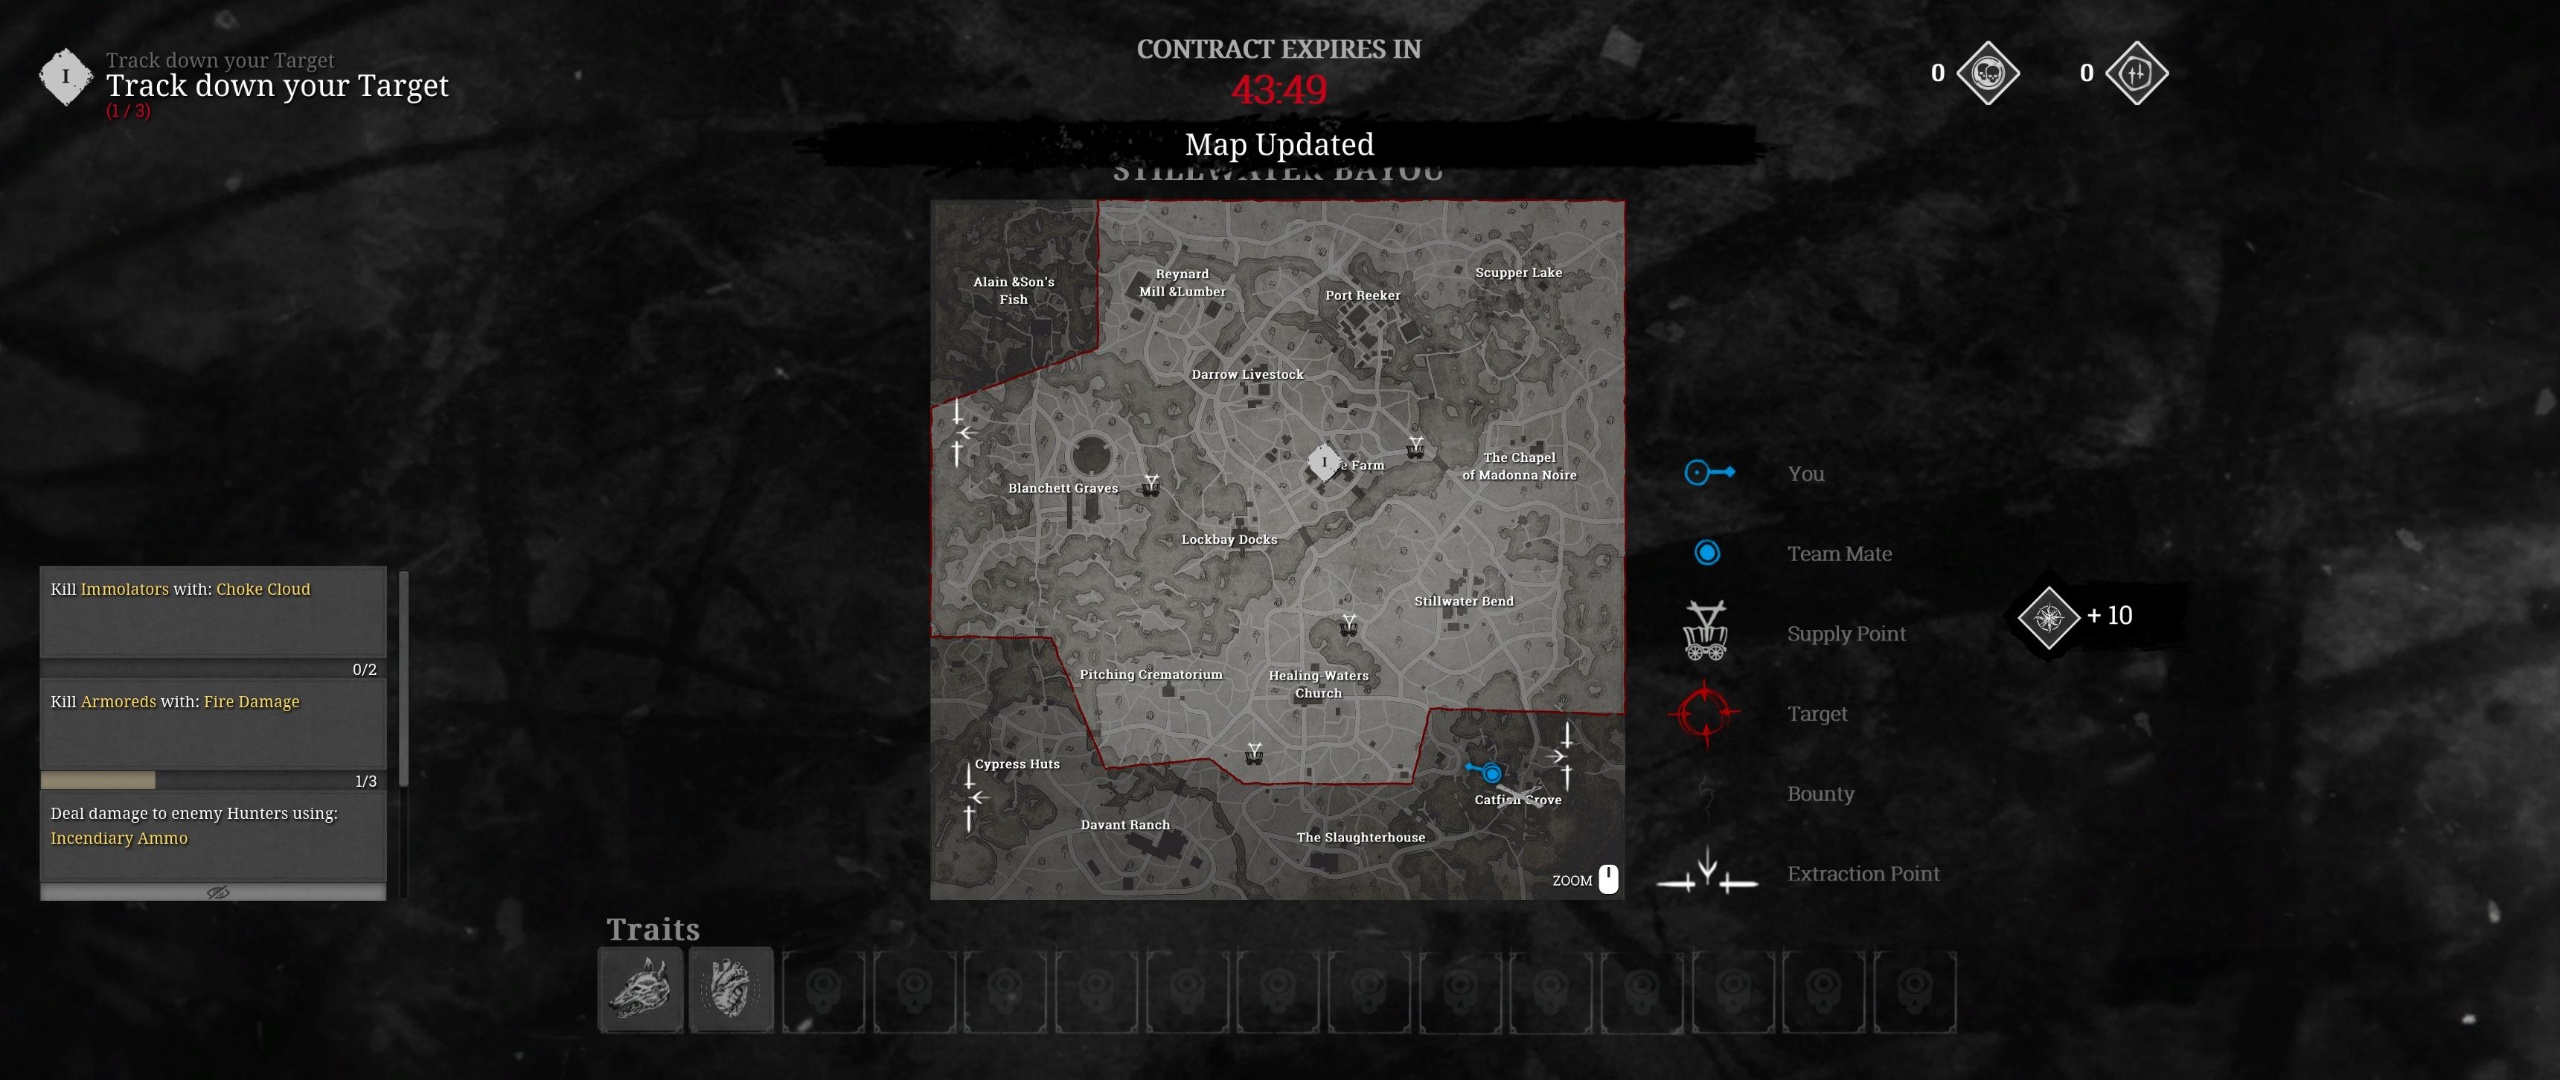 Track down your Target
Track down your Target
(1 / 3)
I
CONTRACT EXPIRES IN
43:49
Map Updated
STILLWATER BAYOU
0
0
Alain &Son's
Fish
Reynard
Mill &Lumber
Port Reeker
Scupper Lake
Darrow Livestock
I
e Farm
The Chapel
of Madonna Noire
Blanchett Graves
Lockbay Docks
Stillwater Bend
Pitching Crematorium
Healing-Waters
Church
Cypress Huts
Catfish Grove
Davant Ranch
The Slaughterhouse
ZOOM
You
Team Mate
Supply Point
Target
Bounty
Extraction Point
+ 10
Kill Immolators with: Choke Cloud
0/2
Kill Armoreds with: Fire Damage
1/3
Deal damage to enemy Hunters using:
Incendiary Ammo
Traits